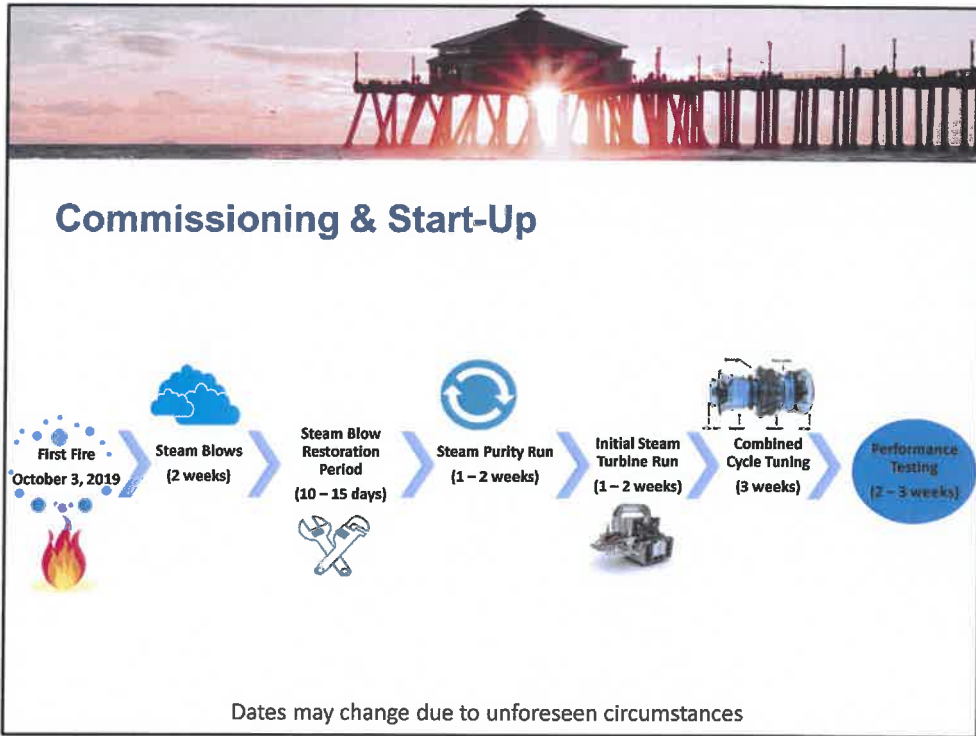 Commissioning & Start-Up
First Fire
October 3, 2019
Steam Blows
(2 weeks)
Steam Blow
Restoration
Period
(10 – 15 days)
Steam Purity Run
(1 – 2 weeks)
Initial Steam
Turbine Run
(1 – 2 weeks)
Combined
Cycle Tuning
(3 weeks)
Performance
Testing
(2 – 3 weeks)
Dates may change due to unforeseen circumstances